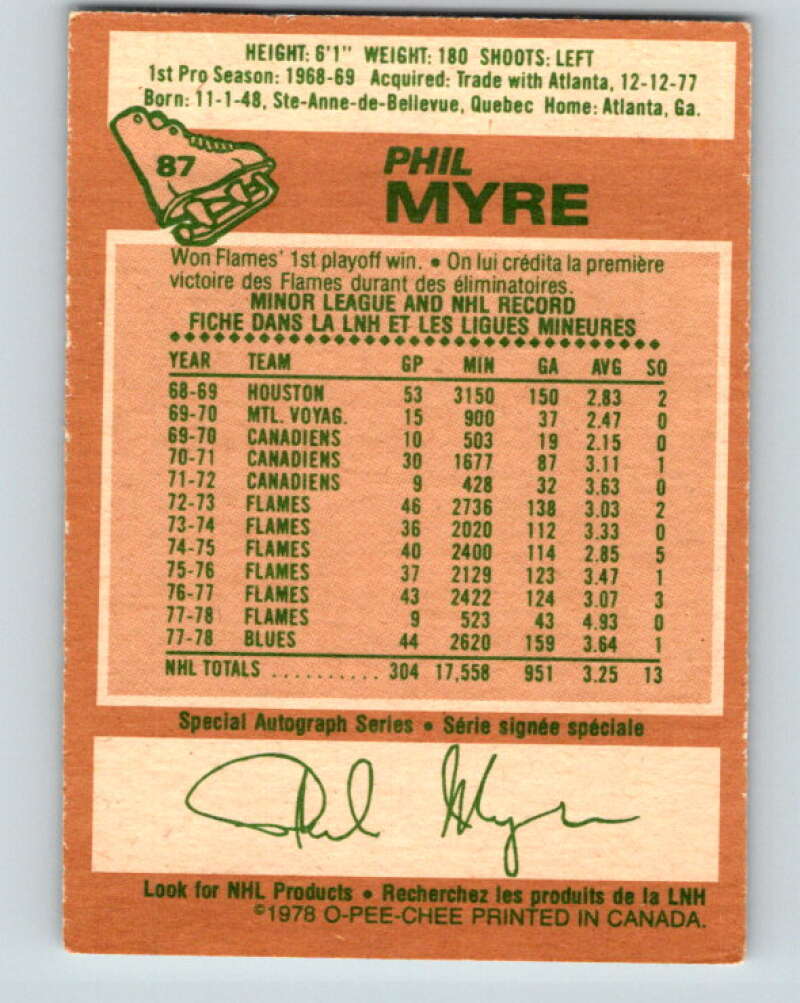 HEIGHT: 6'1" WEIGHT: 180 SHOOTS: LEFT
1st Pro Season: 1968-69 Acquired: Trade with Atlanta, 12-12-77
Born: 11-1-48, Ste-Anne-de-Bellevue, Quebec Home: Atlanta, Ga.
87
PHIL
MYRE
Won Flames' 1st playoff win. • On lui crédita la première
victoire des Flames durant des éliminatoires.
MINOR LEAGUE AND NHL RECORD
FICHE DANS LA LNH ET LES LIGUES MINEURES
YEAR TEAM GP MIN GA AVG SO
68-69 HOUSTON 53 3150 150 2.83 2
69-70 MTL. VOYAG. 15 900 37 2.47 0
69-70 CANADIENS 10 503 19 2.15 0
70-71 CANADIENS 30 1677 87 3.11 1
71-72 CANADIENS 9 428 32 3.63 0
72-73 FLAMES 46 2736 138 3.03 2
73-74 FLAMES 36 2020 112 3.33 0
74-75 FLAMES 40 2400 114 2.85 5
75-76 FLAMES 37 2129 123 3.47 1
76-77 FLAMES 43 2422 124 3.07 3
77-78 FLAMES 9 523 43 4.93 0
77-78 BLUES 44 2620 159 3.64 1
NHL TOTALS .......... 304 17,558 951 3.25 13
Special Autograph Series • Série signée spéciale
Phil Myre
Look for NHL Products • Recherchez les produits de la LNH
©1978 O-PEE-CHEE PRINTED IN CANADA.